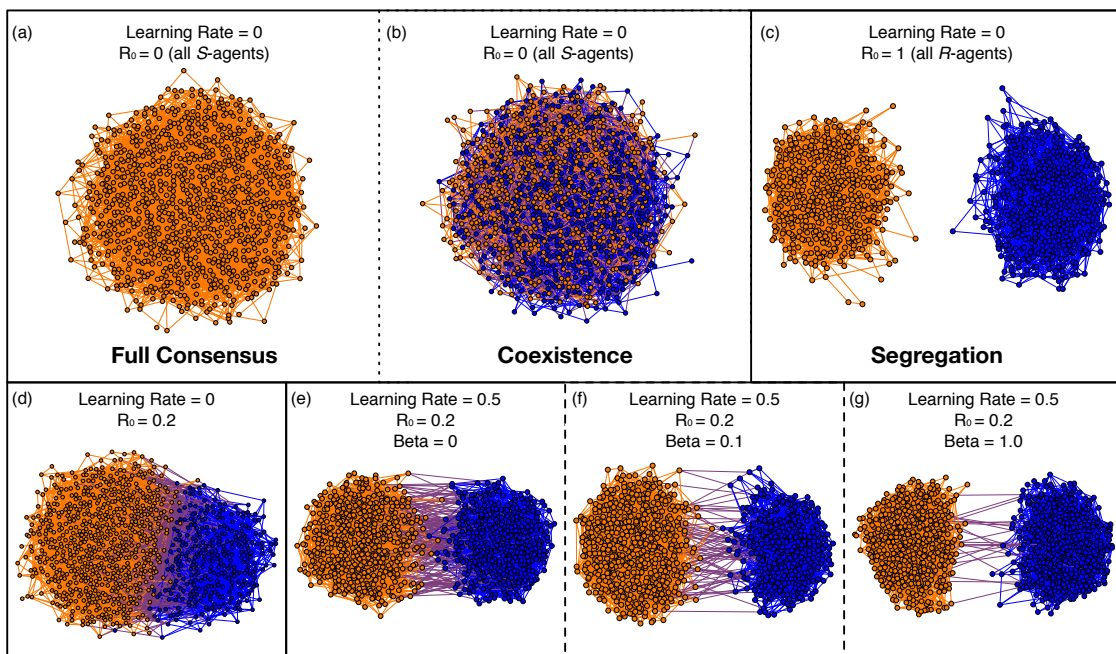 (a)
Learning Rate = 0
R₀ = 0 (all S-agents)
Full Consensus
(b)
Learning Rate = 0
R₀ = 0 (all S-agents)
Coexistence
(c)
Learning Rate = 0
R₀ = 1 (all R-agents)
Segregation
(d)
Learning Rate = 0
R₀ = 0.2
(e)
Learning Rate = 0.5
R₀ = 0.2
Beta = 0
(f)
Learning Rate = 0.5
R₀ = 0.2
Beta = 0.1
(g)
Learning Rate = 0.5
R₀ = 0.2
Beta = 1.0